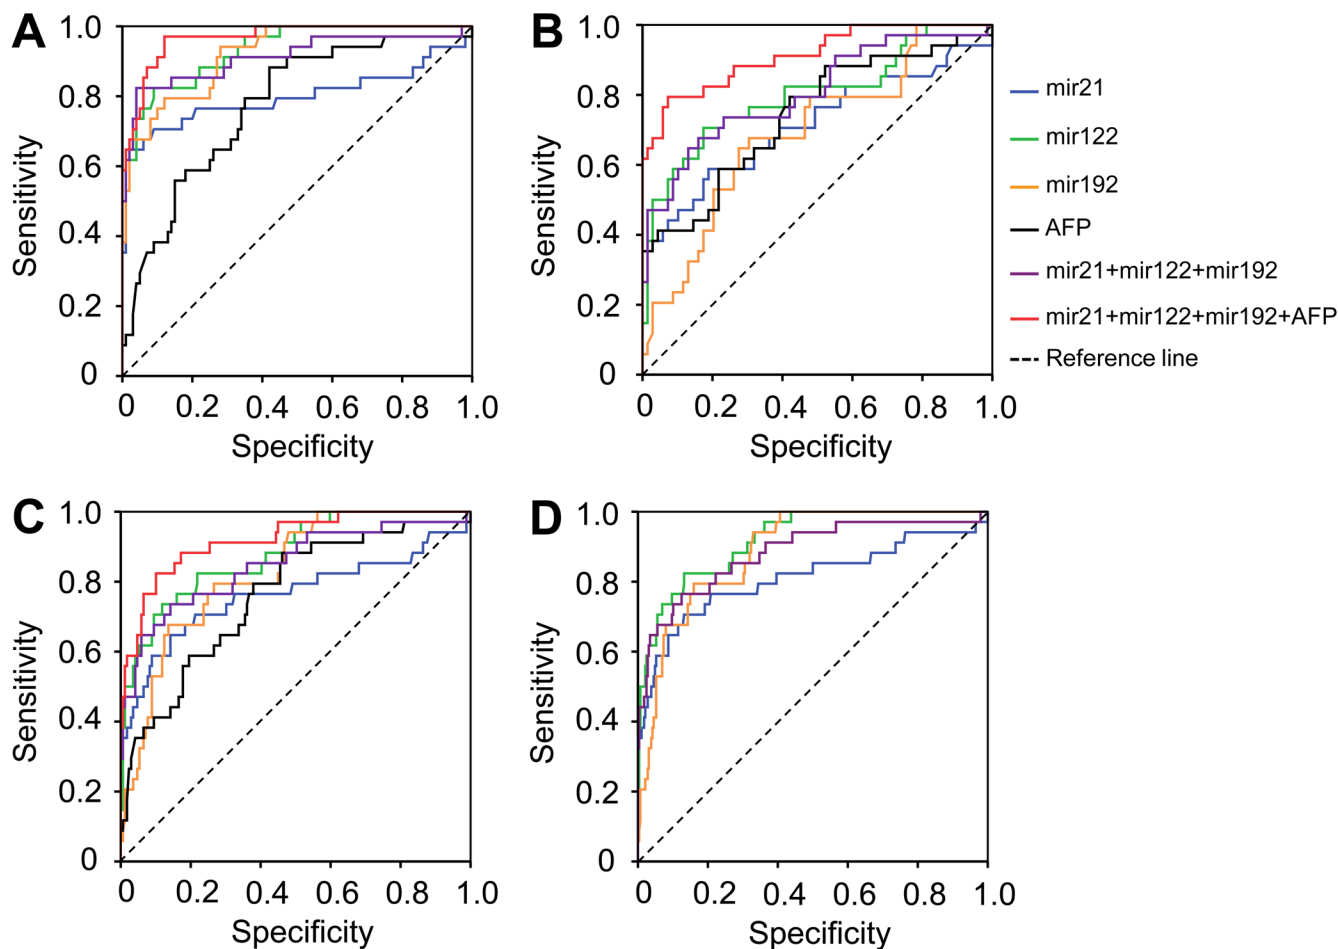 A
1.0
0.8
0.6
0.4
0.2
0
Sensitivity
0 0.2 0.4 0.6 0.8 1.0
Specificity
B
1.0
0.8
0.6
0.4
0.2
0
Sensitivity
0 0.2 0.4 0.6 0.8 1.0
Specificity
mir21
mir122
mir192
AFP
mir21+mir122+mir192
mir21+mir122+mir192+AFP
Reference line
C
1.0
0.8
0.6
0.4
0.2
0
Sensitivity
0 0.2 0.4 0.6 0.8 1.0
Specificity
D
1.0
0.8
0.6
0.4
0.2
0
Sensitivity
0 0.2 0.4 0.6 0.8 1.0
Specificity